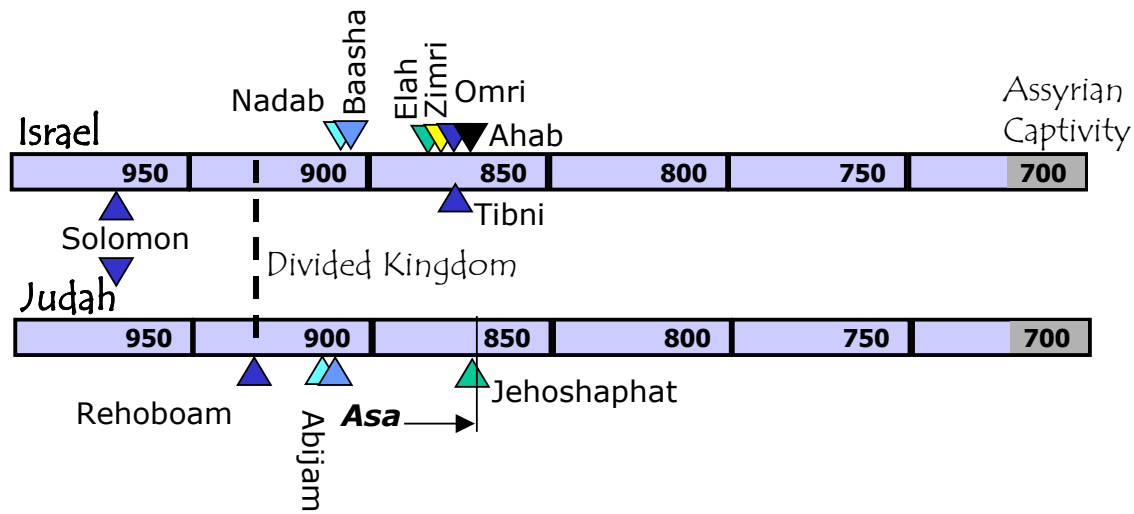 Nadab
Baasha
Elah
Zimri
Omri
Ahab
Assyrian
Captivity
Israel
950 900 850 800 750 700
Solomon
Tibni
Divided Kingdom
Judah
950 900 850 800 750 700
Rehoboam
Abijam
Asa
Jehoshaphat